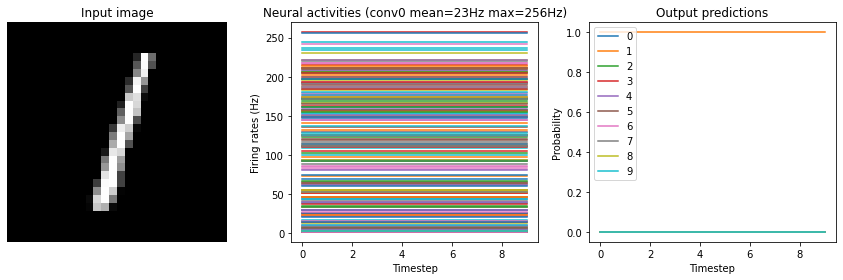 Input image
Neural activities (conv0 mean=23Hz max=256Hz)
Output predictions
Firing rates (Hz)
250
200
150
100
50
0
0 2 4 6 8
Timestep
Probability
1.0
0.8
0.6
0.4
0.2
0.0
0
1
2
3
4
5
6
7
8
9
0 2 4 6 8
Timestep